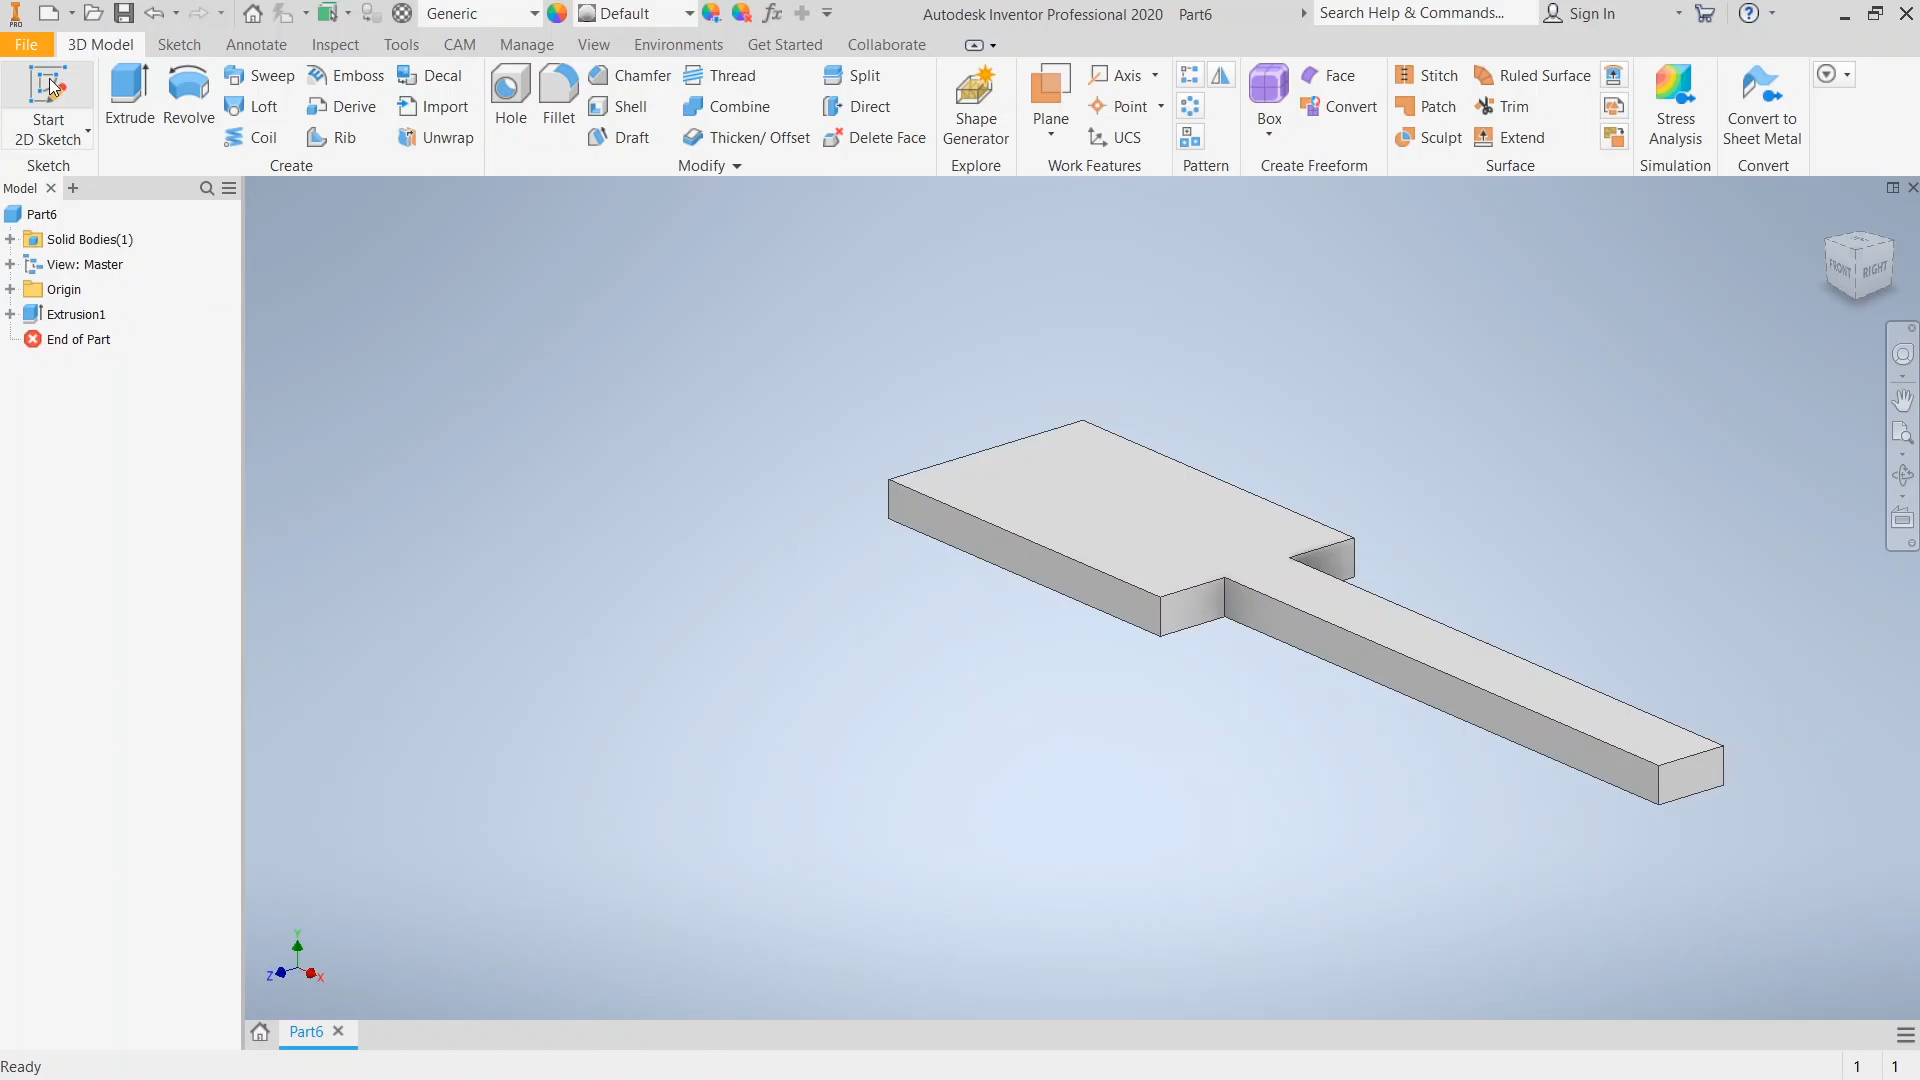 PRO
Generic
Default
fx
Autodesk Inventor Professional 2020 Part6
Search Help & Commands...
Sign In
File
3D Model
Sketch
Annotate
Inspect
Tools
CAM
Manage
View
Environments
Get Started
Collaborate
Start
2D Sketch
Sketch
Extrude
Revolve
Sweep
Loft
Coil
Emboss
Derive
Rib
Decal
Import
Unwrap
Create
Hole
Fillet
Chamfer
Shell
Draft
Thread
Combine
Thicken/ Offset
Split
Direct
Delete Face
Modify
Shape
Generator
Explore
Plane
Axis
Point
UCS
Work Features
Pattern
Box
Face
Convert
Create Freeform
Stitch
Patch
Sculpt
Ruled Surface
Trim
Extend
Surface
Stress
Analysis
Simulation
Convert to
Sheet Metal
Convert
Model
Part6
Solid Bodies(1)
View: Master
Origin
Extrusion1
End of Part
FRONT
RIGHT
Y
Z
X
Part6
Ready
1 1